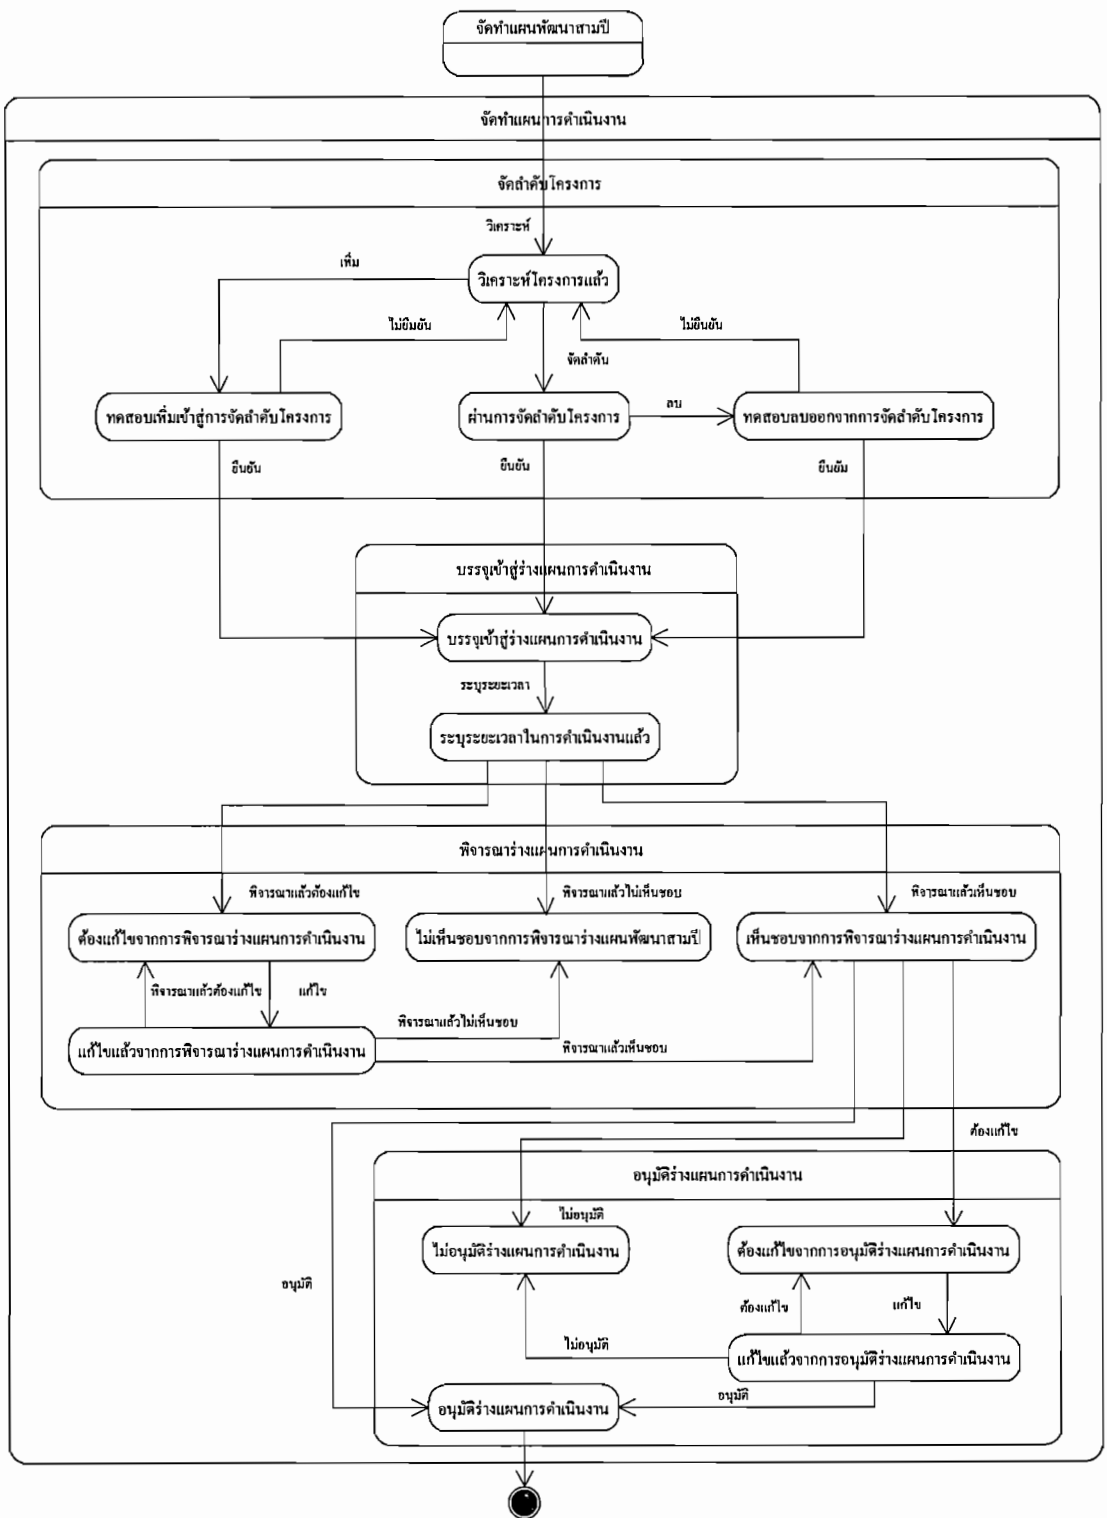 จัดทำแผนพัฒนาสามปี
จัดทำแผนการดำเนินงาน
จัดลำดับโครงการ
วิเคราะห์
เพิ่ม
วิเคราะห์โครงการแล้ว
ไม่ยืมยัน
ไม่ยืนยัน
จัดลำดับ
ทดสอบเพิ่มเข้าสู่การจัดลำดับโครงการ
ผ่านการจัดลำดับโครงการ
ลบ
ทดสอบลบออกจากการจัดลำดับโครงการ
ยืนยัน
ยืนยัน
ยืนยัม
บรรจุเข้าสู่ร่างแผนการดำเนินงาน
บรรจุเข้าสู่ร่างแผนการดำเนินงาน
ระบุระยะเวลา
ระบุระยะเวลาในการดำเนินงานแล้ว
พิจารณาร่างแผนการดำเนินงาน
พิจารณาแล้วต้องแก้ไข
พิจารณาแล้วไม่เห็นชอบ
พิจารณาแล้วเห็นชอบ
ต้องแก้ไขจากการพิจารณาร่างแผนการดำเนินงาน
ไม่เห็นชอบจากการพิจารณาร่างแผนพัฒนาสามปี
เห็นชอบจากการพิจารณาร่างแผนการดำเนินงาน
พิจารณาแล้วต้องแก้ไข
แก้ไข
พิจารณาแล้วไม่เห็นชอบ
แก้ไขแล้วจากการพิจารณาร่างแผนการดำเนินงาน
พิจารณาแล้วเห็นชอบ
ต้องแก้ไข
อนุมัติร่างแผนการดำเนินงาน
ไม่อนุมัติ
ไม่อนุมัติร่างแผนการดำเนินงาน
ต้องแก้ไขจากการอนุมัติร่างแผนการดำเนินงาน
อนุมัติ
ต้องแก้ไข
แก้ไข
ไม่อนุมัติ
แก้ไขแล้วจากการอนุมัติร่างแผนการดำเนินงาน
อนุมัติ
อนุมัติร่างแผนการดำเนินงาน